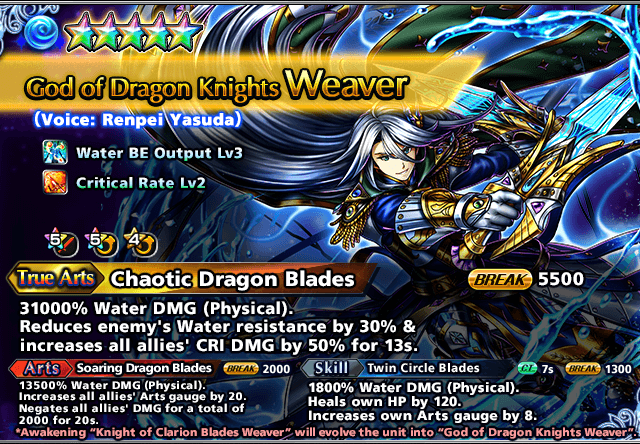 God of Dragon Knights Weaver
(Voice: Renpei Yasuda)
Water BE Output Lv3
Critical Rate Lv2
5 5 4
True Arts Chaotic Dragon Blades BREAK 5500
31000% Water DMG (Physical).
Reduces enemy's Water resistance by 30% &
increases all allies' CRI DMG by 50% for 13s.
Arts Soaring Dragon Blades BREAK 2000
13500% Water DMG (Physical).
Increases all allies' Arts gauge by 20.
Negates all allies' DMG for a total of
2000 for 20s.
Skill Twin Circle Blades CT 7s BREAK 1300
1800% Water DMG (Physical).
Heals own HP by 120.
Increases own Arts gauge by 8.
*Awakening "Knight of Clarion Blades Weaver" will evolve the unit into "God of Dragon Knights Weaver"